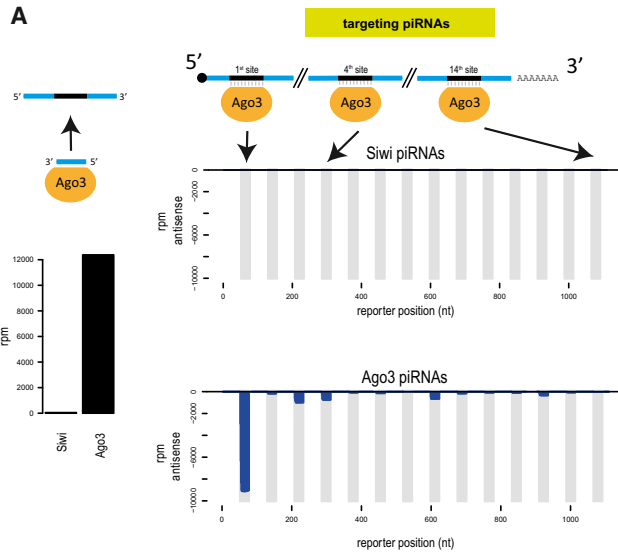 A
targeting piRNAs
5’ 3’
1st site 4th site 14th site AAAAAAA
Ago3 Ago3 Ago3
5’ 3’
3’ 5’
Ago3
Siwi piRNAs
rpm
antisense
0
-2000
-6000
-10000
0 200 400 600 800 1000
reporter position (nt)
rpm
12000
10000
8000
6000
4000
2000
0
Siwi
Ago3
Ago3 piRNAs
rpm
antisense
0
-2000
-6000
-10000
0 200 400 600 800 1000
reporter position (nt)